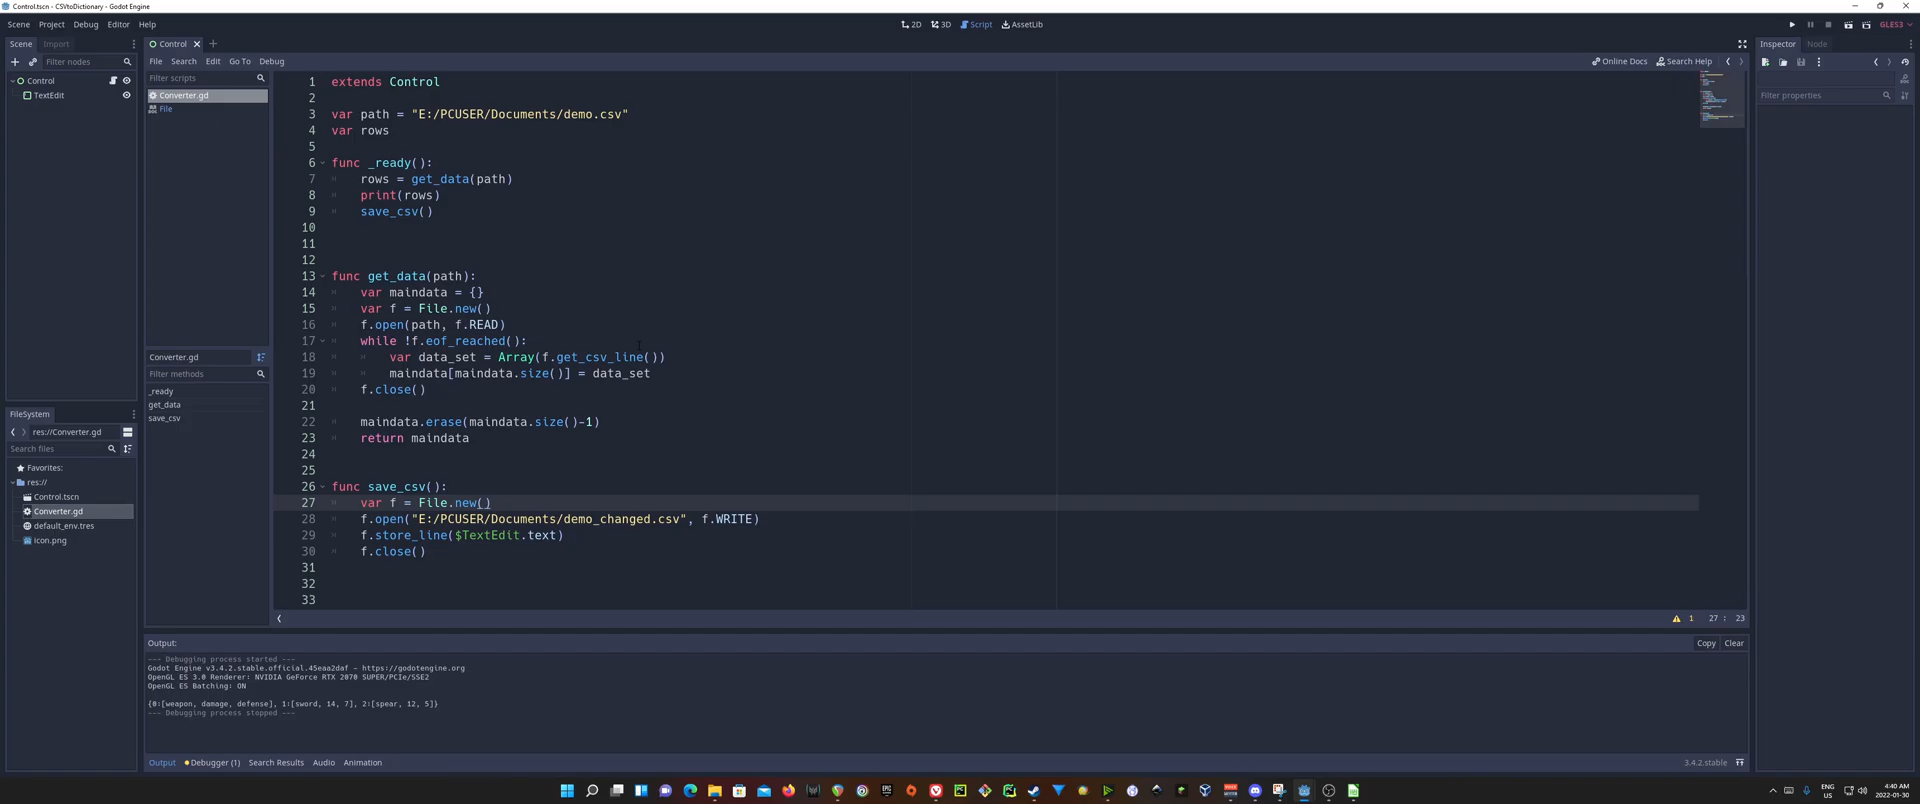 Control.tscn - CSVtoDictionary - Godot Engine
Scene Project Debug Editor Help
2D 3D Script AssetLib
GLES3
Scene Import
Filter nodes
Control
TextEdit
Control
File Search Edit Go To Debug
Online Docs Search Help
Filter scripts
Converter.gd
File
Converter.gd
Filter methods
_ready
get_data
save_csv
FileSystem
res://Converter.gd
Search files
Favorites:
res://
Control.tscn
Converter.gd
default_env.tres
icon.png
1 extends Control
2
3 var path = "E:/PCUSER/Documents/demo.csv"
4 var rows
5
6 func _ready():
7 rows = get_data(path)
8 print(rows)
9 save_csv()
10
11
12
13 func get_data(path):
14 var maindata = {}
15 var f = File.new()
16 f.open(path, f.READ)
17 while !f.eof_reached():
18 var data_set = Array(f.get_csv_line())
19 maindata[maindata.size()] = data_set
20 f.close()
21
22 maindata.erase(maindata.size()-1)
23 return maindata
24
25
26 func save_csv():
27 var f = File.new()
28 f.open("E:/PCUSER/Documents/demo_changed.csv", f.WRITE)
29 f.store_line($TextEdit.text)
30 f.close()
31
32
33
1 27 : 23
Output:
Copy Clear
--- Debugging process started ---
Godot Engine v3.4.2.stable.official.45eaa2daf - https://godotengine.org
OpenGL ES 3.0 Renderer: NVIDIA GeForce RTX 2070 SUPER/PCIe/SSE2
OpenGL ES Batching: ON
{0:[weapon, damage, defense], 1:[sword, 14, 7], 2:[spear, 12, 5]}
--- Debugging process stopped ---
Output Debugger (1) Search Results Audio Animation
3.4.2.stable
Inspector Node
Filter properties
ENG
US
4:40 AM
2022-01-30